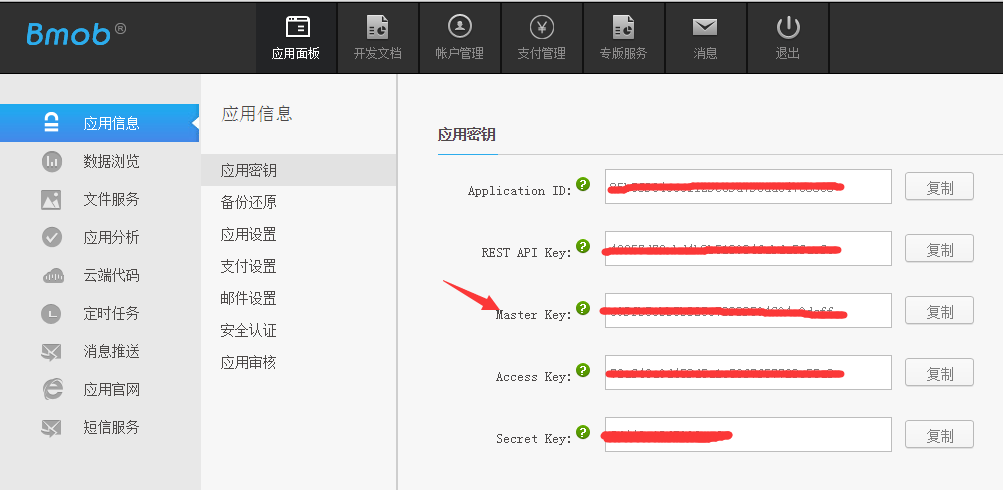 Bmob®
应用面板
开发文档
帐户管理
支付管理
专版服务
消息
退出
应用信息
数据浏览
文件服务
应用分析
云端代码
定时任务
消息推送
应用官网
短信服务
应用信息
应用密钥
备份还原
应用设置
支付设置
邮件设置
安全认证
应用审核
应用密钥
Application ID: ?
复制
REST API Key: ?
复制
Master Key: ?
复制
Access Key: ?
复制
Secret Key: ?
复制